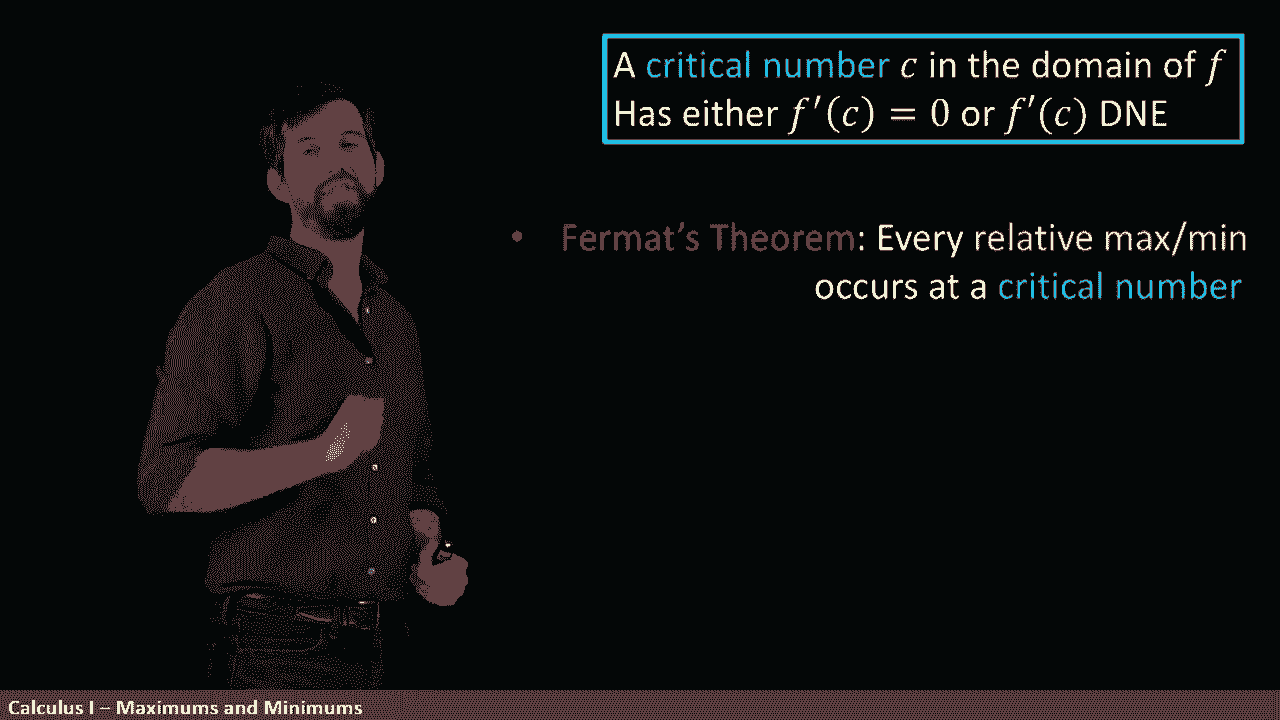 A critical number c in the domain of f
Has either f′(c) = 0 or f′(c) DNE
• Fermat’s Theorem: Every relative max/min
occurs at a critical number
Calculus I – Maximums and Minimums